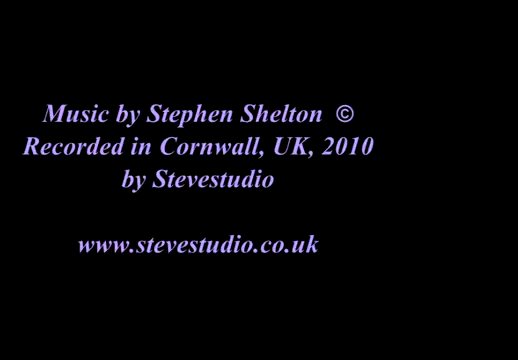 Music by Stephen Shelton ©
Recorded in Cornwall, UK, 2010
by Stevestudio
www.stevestudio.co.uk